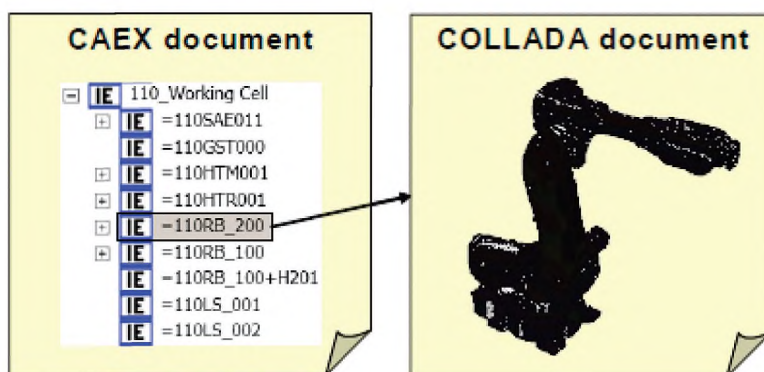 CAEX document
IE 110_Working Cell
IE =110SAE011
IE =110GST000
IE =110HTM001
IE =110HTR001
IE =110RB_200
IE =110RB_100
IE =110RB_100+H201
IE =110LS_001
IE =110LS_002
COLLADA document